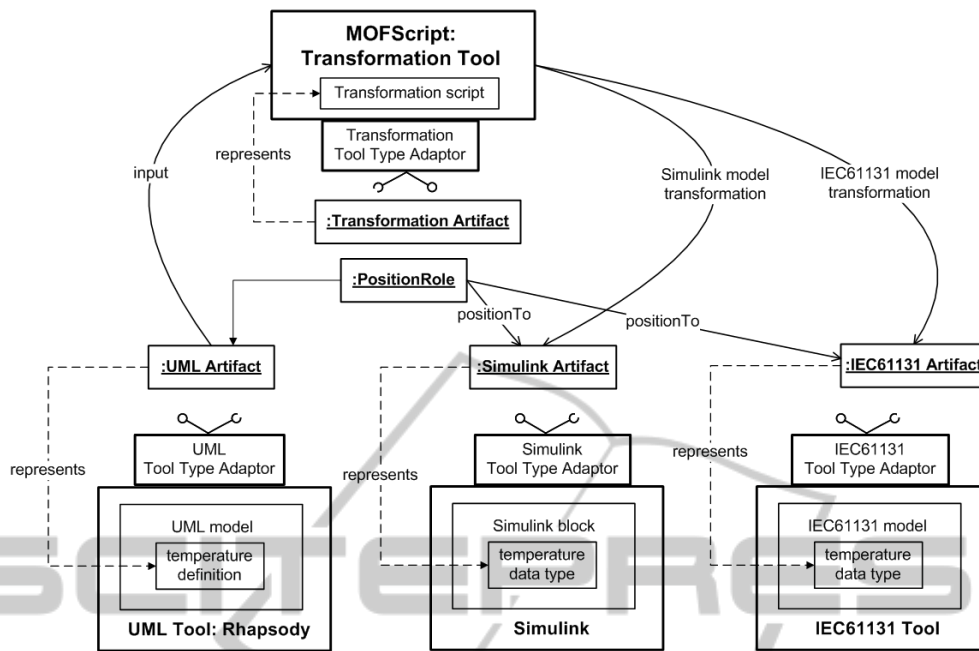 MOFScript:
Transformation Tool
Transformation script
Transformation
Tool Type Adaptor
represents
input
Simulink model
transformation
IEC61131 model
transformation
:Transformation Artifact
:PositionRole
positionTo
positionTo
:UML Artifact
:Simulink Artifact
:IEC61131 Artifact
UML
Tool Type Adaptor
Simulink
Tool Type Adaptor
IEC61131
Tool Type Adaptor
represents
represents
represents
UML model
temperature
definition
Simulink block
temperature
data type
IEC61131 model
temperature
data type
UML Tool: Rhapsody
Simulink
IEC61131 Tool
SCITEPRES